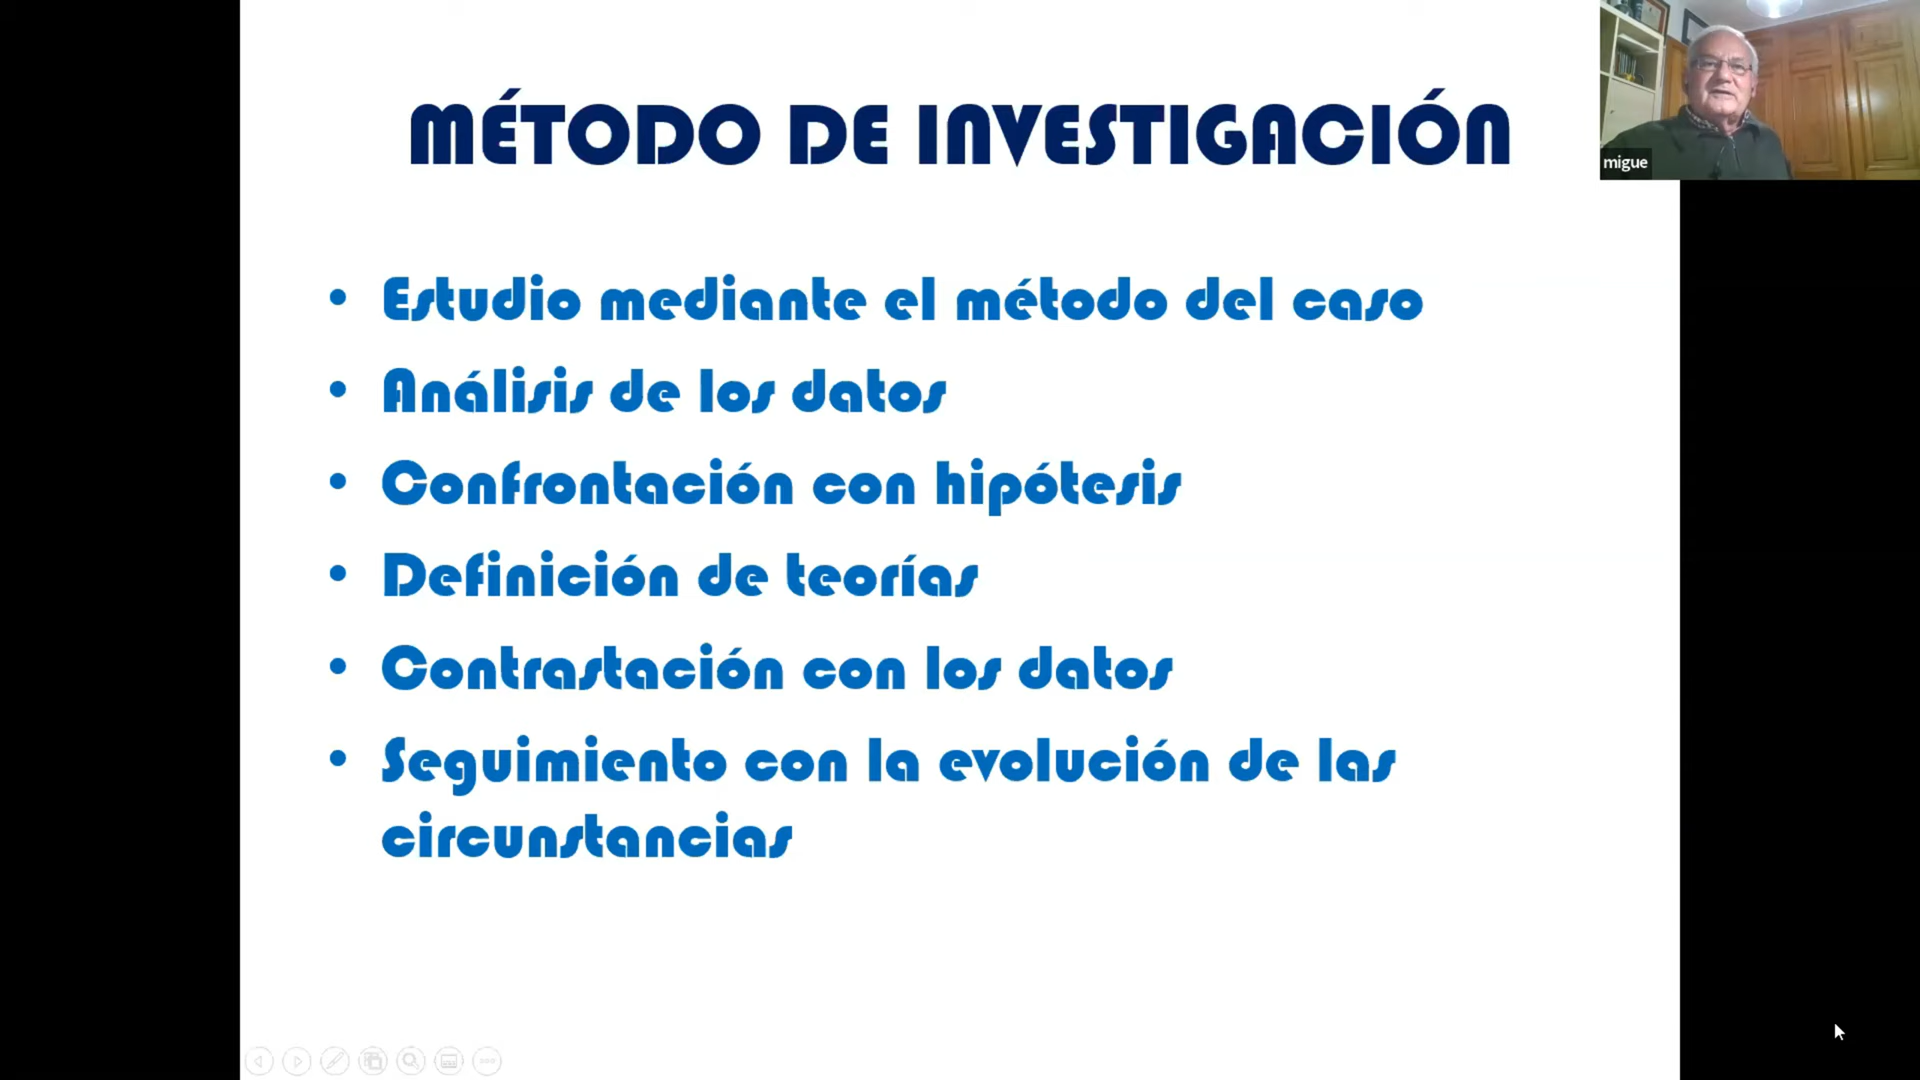 MÉTODO DE INVESTIGACIÓN
migue
• Estudio mediante el método del caso
• Análisis de los datos
• Confrontación con hipótesis
• Definición de teorías
• Contrastación con los datos
• Seguimiento con la evolución de las
circunstancias